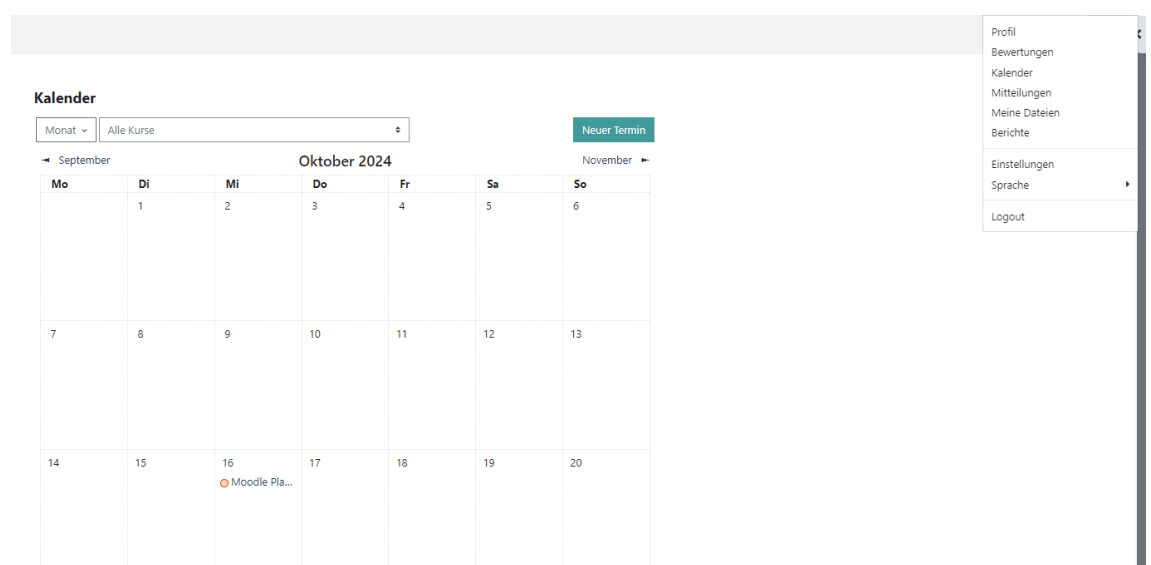 Profil
Bewertungen
Kalender
Mitteilungen
Meine Dateien
Berichte
Einstellungen
Sprache
Logout
Kalender
Monat Alle Kurse Neuer Termin
September Oktober 2024 November
Mo Di Mi Do Fr Sa So
1 2 3 4 5 6
7 8 9 10 11 12 13
14 15 16 17 18 19 20
Moodle Pla...